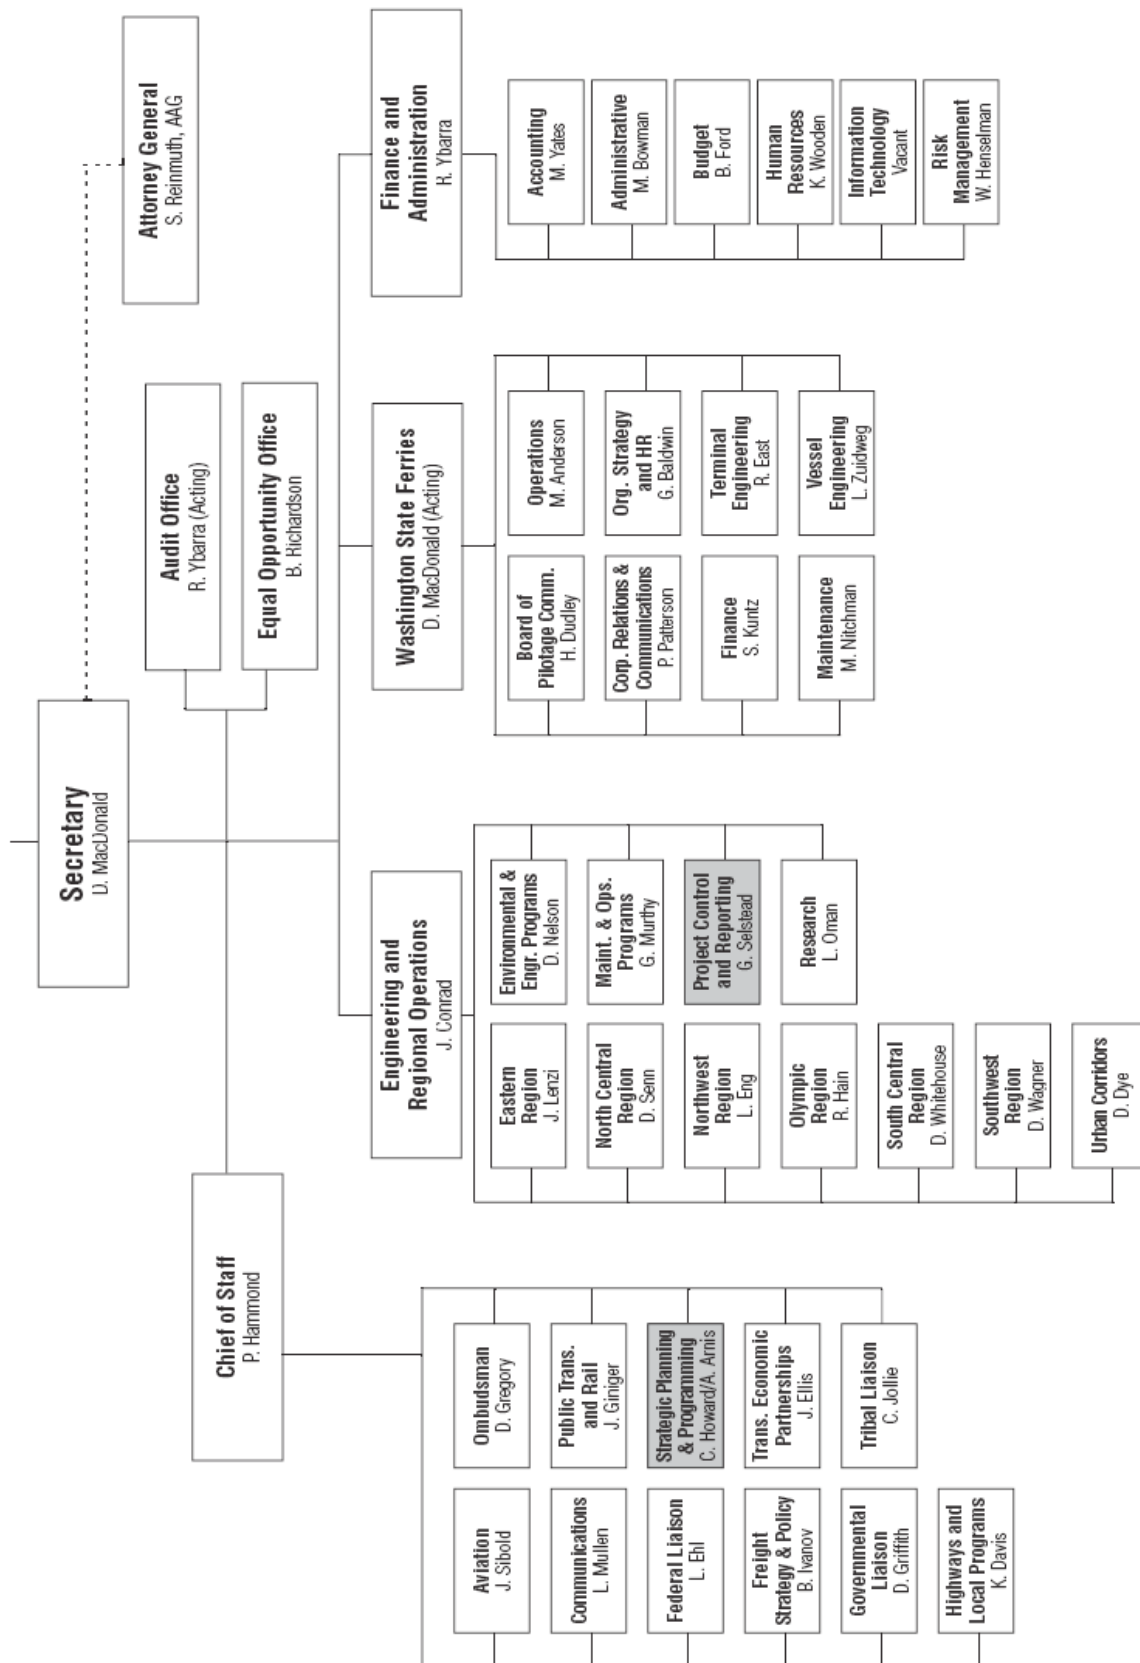 Secretary
D. MacDonald
Attorney General
S. Reinmuth, AAG
Audit Office
R. Ybarra (Acting)
Equal Opportunity Office
B. Richardson
Chief of Staff
P. Hammond
Aviation
J. Sibold
Communications
L. Mullen
Federal Liaison
L. Ehl
Freight
Strategy & Policy
B. Ivanov
Governmental
Liaison
D. Griffith
Highways and
Local Programs
K. Davis
Ombudsman
D. Gregory
Public Trans.
and Rail
J. Giniger
Strategic Planning
& Programming
C. Howard/A. Arnis
Trans. Economic
Partnerships
J. Ellis
Tribal Liaison
C. Jollie
Engineering and
Regional Operations
J. Conrad
Eastern
Region
J. Lenzi
North Central
Region
D. Senn
Northwest
Region
L. Eng
Olympic
Region
R. Hain
South Central
Region
D. Whitehouse
Southwest
Region
D. Wagner
Urban Corridors
D. Dye
Environmental &
Engr. Programs
D. Nelson
Maint. & Ops.
Programs
G. Murthy
Project Control
and Reporting
G. Selstead
Research
L. Oman
Washington State Ferries
D. MacDonald (Acting)
Board of
Pilotage Comm.
H. Dudley
Corp. Relations &
Communications
P. Patterson
Finance
S. Kuntz
Maintenance
M. Nitchman
Operations
M. Anderson
Org. Strategy
and HR
G. Baldwin
Terminal
Engineering
R. East
Vessel
Engineering
L. Zuidweg
Finance and
Administration
R. Ybarra
Accounting
M. Yates
Administrative
M. Bowman
Budget
B. Ford
Human
Resources
K. Wooden
Information
Technology
Vacant
Risk
Management
W. Henselman